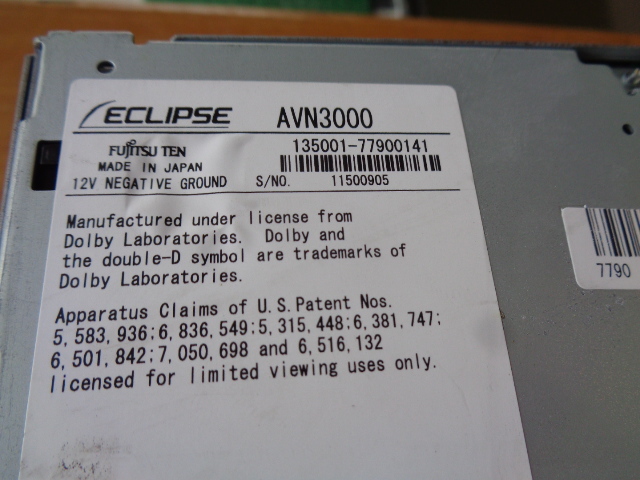 ECLIPSE AVN3000
FUJITSU TEN 135001-77900141
MADE IN JAPAN
12V NEGATIVE GROUND S/NO. 11500905
Manufactured under license from
Dolby Laboratories. Dolby and
the double-D symbol are trademarks of
Dolby Laboratories.
Apparatus Claims of U.S. Patent Nos.
5,583,936;6,836,549;5,315,448;6,381,747;
6,501,842;7,050,698 and 6,516,132
licensed for limited viewing uses only.
7790